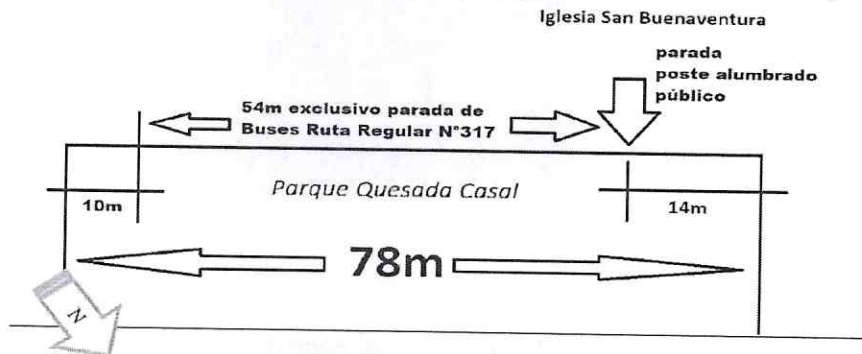 Iglesia San Buenaventura
parada
poste alumbrado
público
54m exclusivo parada de
Buses Ruta Regular N°317
Parque Quesada Casal
10m
14m
78m
N